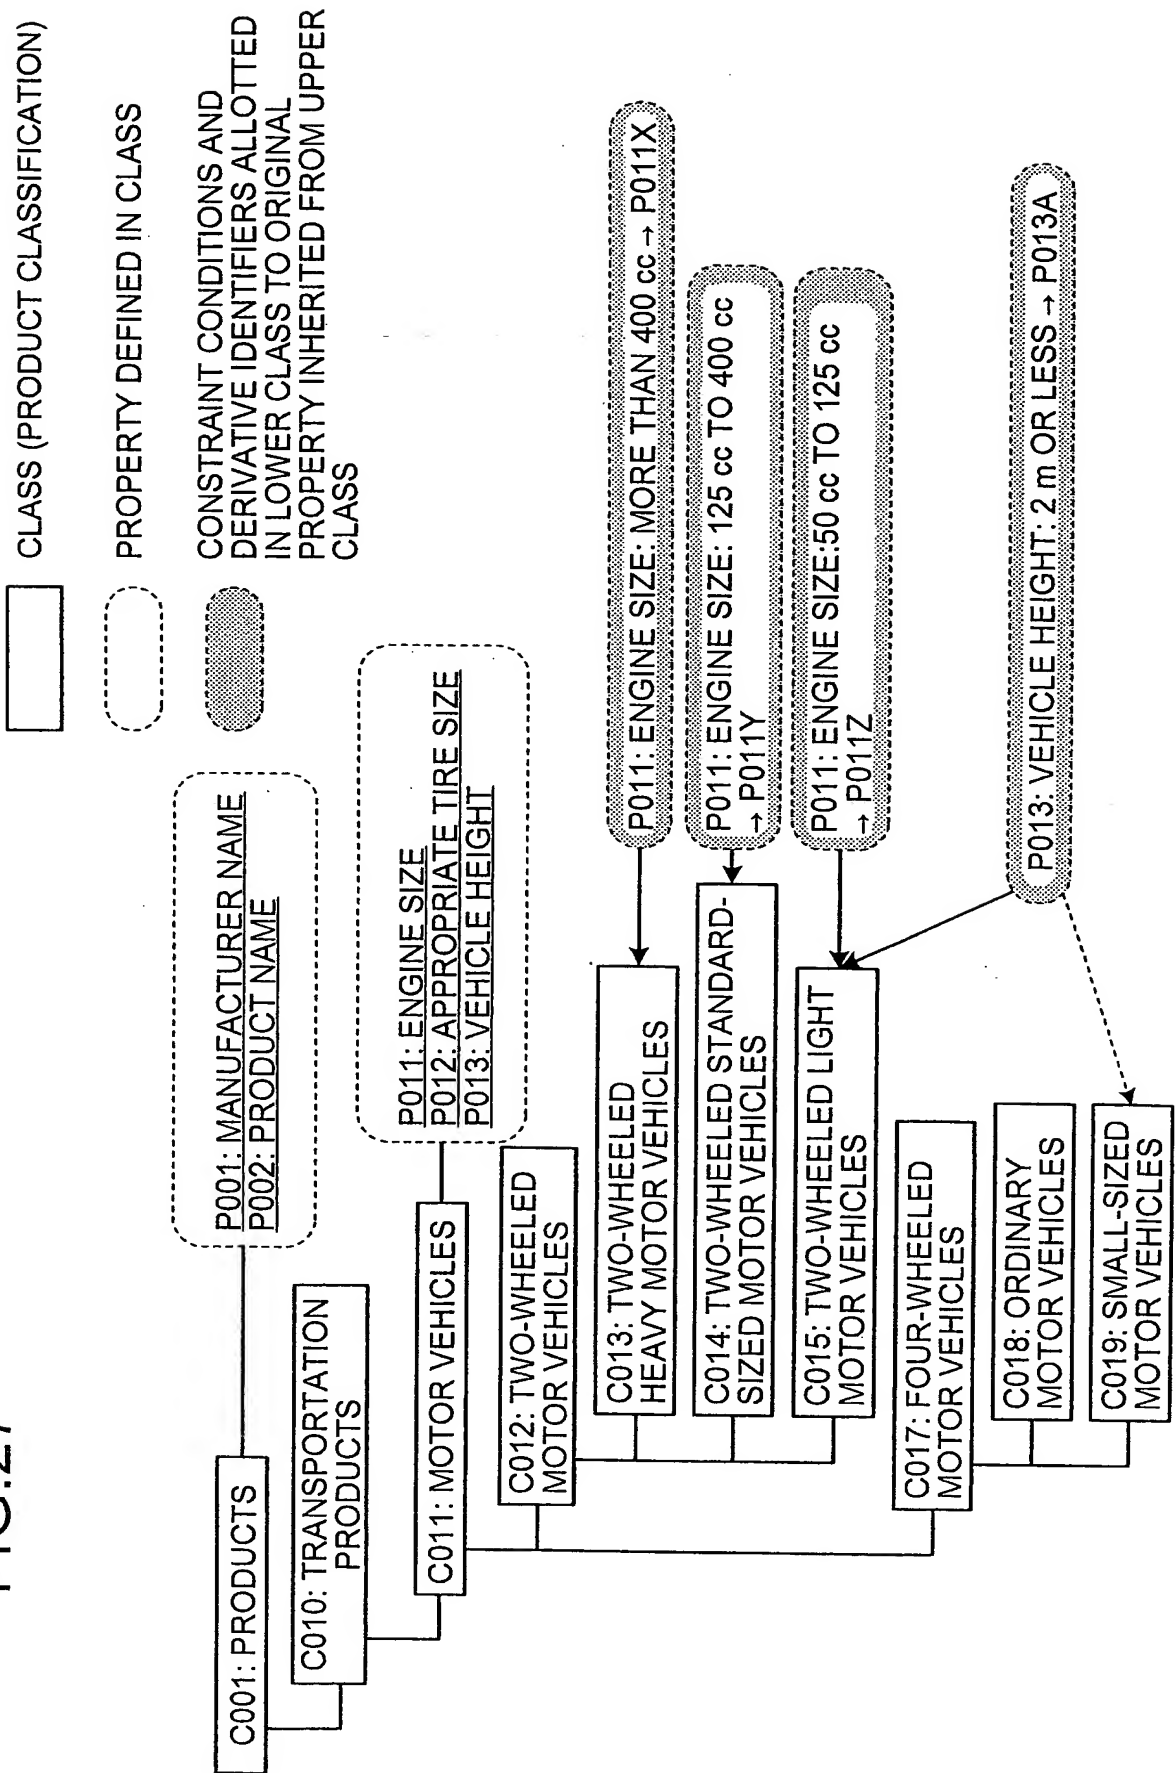 FIG.27
CLASS (PRODUCT CLASSIFICATION)
PROPERTY DEFINED IN CLASS
CONSTRAINT CONDITIONS AND
DERIVATIVE IDENTIFIERS ALLOTTED
IN LOWER CLASS TO ORIGINAL
PROPERTY INHERITED FROM UPPER
CLASS
C001: PRODUCTS
P001: MANUFACTURER NAME
P002: PRODUCT NAME
C010: TRANSPORTATION
PRODUCTS
C011: MOTOR VEHICLES
P011: ENGINE SIZE
P012: APPROPRIATE TIRE SIZE
P013: VEHICLE HEIGHT
C012: TWO-WHEELED
MOTOR VEHICLES
C013: TWO-WHEELED
HEAVY MOTOR VEHICLES
P011: ENGINE SIZE: MORE THAN 400 cc → P011X
C014: TWO-WHEELED STANDARD-
SIZED MOTOR VEHICLES
P011: ENGINE SIZE: 125 cc TO 400 cc
→ P011Y
C015: TWO-WHEELED LIGHT
MOTOR VEHICLES
P011: ENGINE SIZE:50 cc TO 125 cc
→ P011Z
C017: FOUR-WHEELED
MOTOR VEHICLES
C018: ORDINARY
MOTOR VEHICLES
P013: VEHICLE HEIGHT: 2 m OR LESS → P013A
C019: SMALL-SIZED
MOTOR VEHICLES